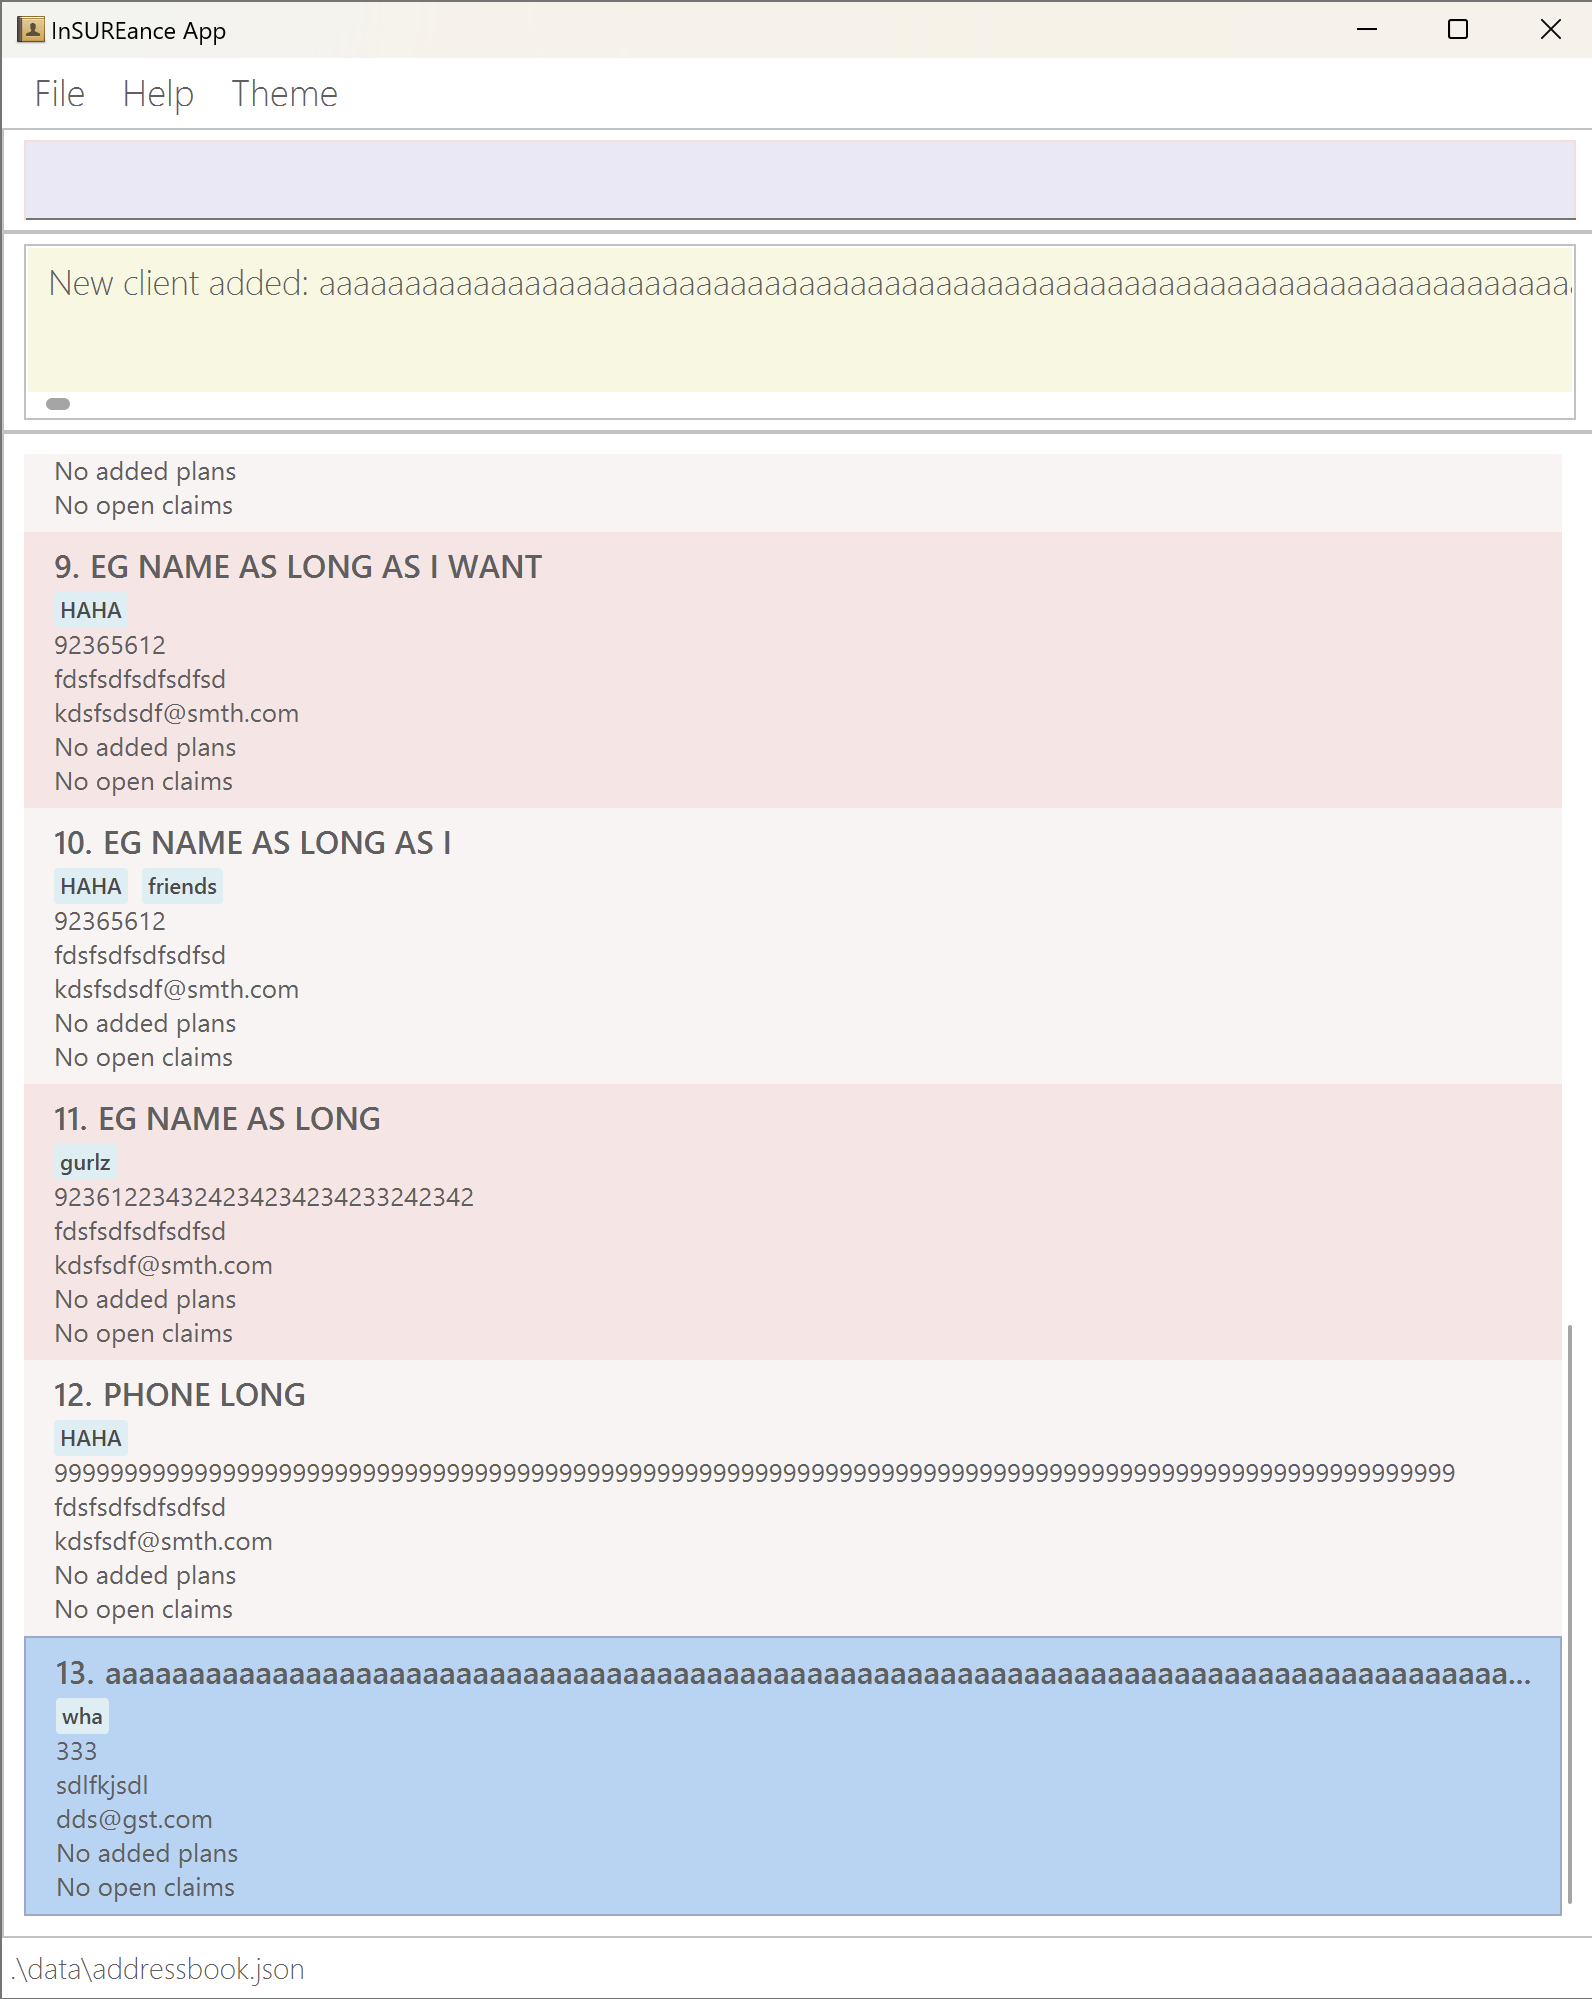 InSUREance App
File Help Theme
New client added: aaaaaaaaaaaaaaaaaaaaaaaaaaaaaaaaaaaaaaaaaaaaaaaaaaaaaaaaaaaaaaaaaaaaaaaaa
No added plans
No open claims
9. EG NAME AS LONG AS I WANT
HAHA
92365612
fdsfsdfsdfsdfsd
kdsfsdsdf@smth.com
No added plans
No open claims
10. EG NAME AS LONG AS I
HAHA friends
92365612
fdsfsdfsdfsdfsd
kdsfsdsdf@smth.com
No added plans
No open claims
11. EG NAME AS LONG
gurlz
923612234324234234234233242342
fdsfsdfsdfsdfsd
kdsfsdf@smth.com
No added plans
No open claims
12. PHONE LONG
HAHA
9999999999999999999999999999999999999999999999999999999999999999999999999999999999999999999999999999
fdsfsdfsdfsdfsd
kdsfsdf@smth.com
No added plans
No open claims
13. aaaaaaaaaaaaaaaaaaaaaaaaaaaaaaaaaaaaaaaaaaaaaaaaaaaaaaaaaaaaaaaaaaaaaaaaaaaaaaaaaaaa...
wha
333
sdlfkjsdl
dds@gst.com
No added plans
No open claims
.\data\addressbook.json